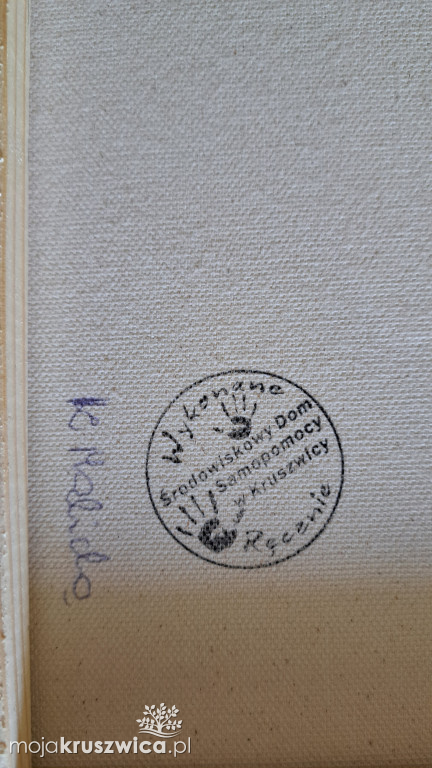 Wykonane
Środowiskowy Dom
Samopomocy
w Kruszwicy
Ręcznie
mojakruszwica.pl